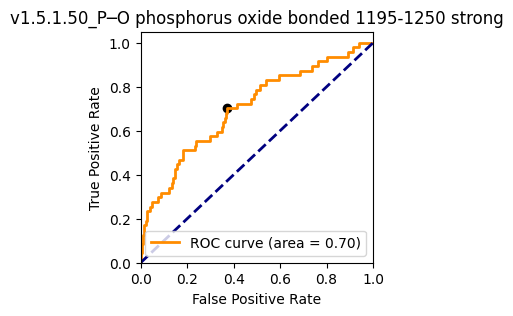 v1.5.1.50_P─O phosphorus oxide bonded 1195-1250 strong
1.0
0.8
0.6
0.4
0.2
0.0
True Positive Rate
ROC curve (area = 0.70)
0.0 0.2 0.4 0.6 0.8 1.0
False Positive Rate